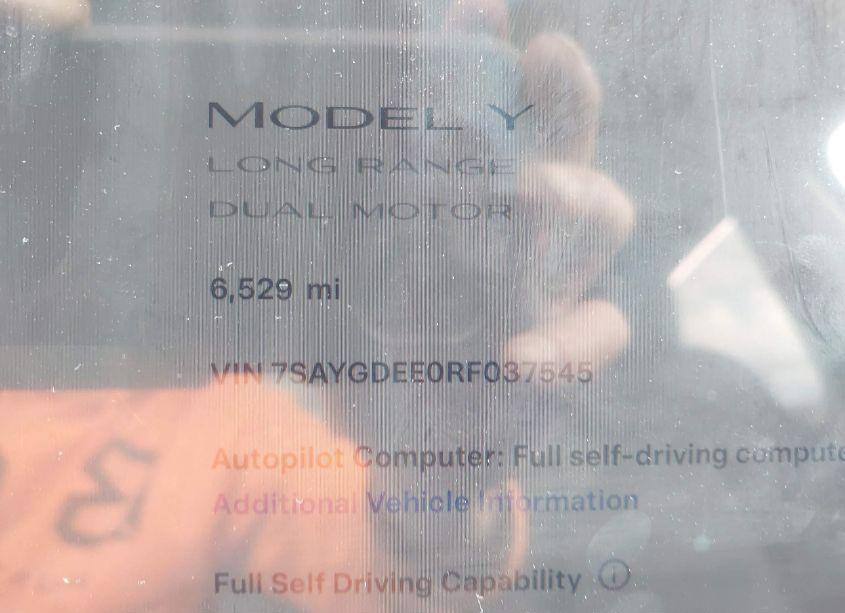 MODEL Y
LONG RANGE
DUAL MOTOR
6,529 mi
VIN 7SAYGDEE0RF037545
Autopilot Computer: Full self-driving compute
Additional Vehicle Information
Full Self Driving Capability